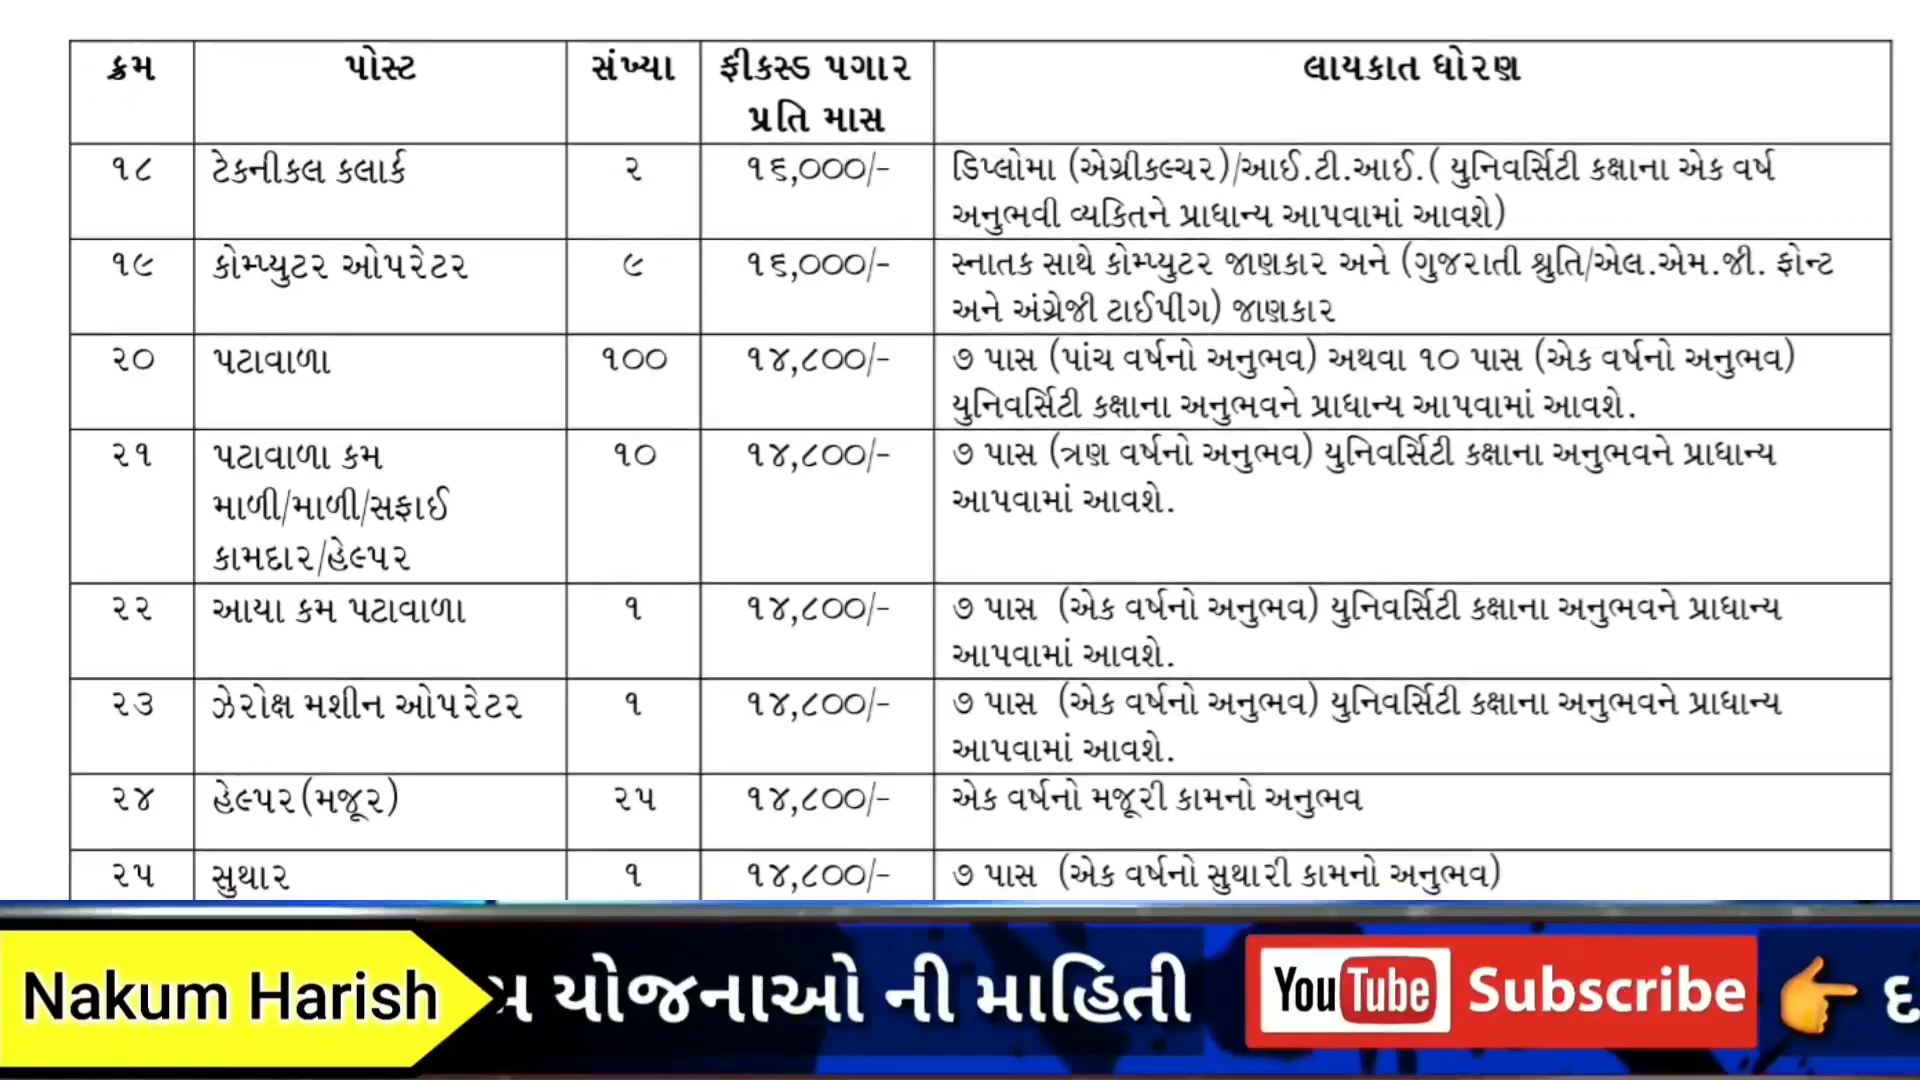 ક્રમ પોસ્ટ સંખ્યા ફીકસ્ડ પગાર લાયકાત ધોરણ
પ્રતિ માસ
૧૮ ટેકનીકલ કલાર્ક ૨ ૧૬,૦૦૦/- ડિપ્લોમા (એગ્રીકલ્ચર)/આઈ.ટી.આઈ.( યુનિવર્સિટી કક્ષાના એક વર્ષ
અનુભવી વ્યકિતને પ્રાધાન્ય આપવામાં આવશે)
૧૯ કોમ્પ્યુટર ઓપરેટર ૯ ૧૬,૦૦૦/- સ્નાતક સાથે કોમ્પ્યુટર જાણકાર અને (ગુજરાતી શ્રુતિ/એલ.એમ.જી. ફોન્ટ
અને અંગ્રેજી ટાઈપીંગ) જાણકાર
૨૦ પટાવાળા ૧૦૦ ૧૪,૮૦૦/- ૭ પાસ (પાંચ વર્ષનો અનુભવ) અથવા ૧૦ પાસ (એક વર્ષનો અનુભવ)
યુનિવર્સિટી કક્ષાના અનુભવને પ્રાધાન્ય આપવામાં આવશે.
૨૧ પટાવાળા કમ ૧૦ ૧૪,૮૦૦/- ૭ પાસ (ત્રણ વર્ષનો અનુભવ) યુનિવર્સિટી કક્ષાના અનુભવને પ્રાધાન્ય
માળી/માળી/સફાઈ આપવામાં આવશે.
કામદાર/હેલ્પર
૨૨ આયા કમ પટાવાળા ૧ ૧૪,૮૦૦/- ૭ પાસ (એક વર્ષનો અનુભવ) યુનિવર્સિટી કક્ષાના અનુભવને પ્રાધાન્ય
આપવામાં આવશે.
૨૩ ઝેરોક્ષ મશીન ઓપરેટર ૧ ૧૪,૮૦૦/- ૭ પાસ (એક વર્ષનો અનુભવ) યુનિવર્સિટી કક્ષાના અનુભવને પ્રાધાન્ય
આપવામાં આવશે.
૨૪ હેલ્પર(મજૂર) ૨૫ ૧૪,૮૦૦/- એક વર્ષનો મજૂરી કામનો અનુભવ
૨૫ સુથાર ૧ ૧૪,૮૦૦/- ૭ પાસ (એક વર્ષનો સુથારી કામનો અનુભવ)
Nakum Harish યોજનાઓ ની માહિતી YouTube Subscribe